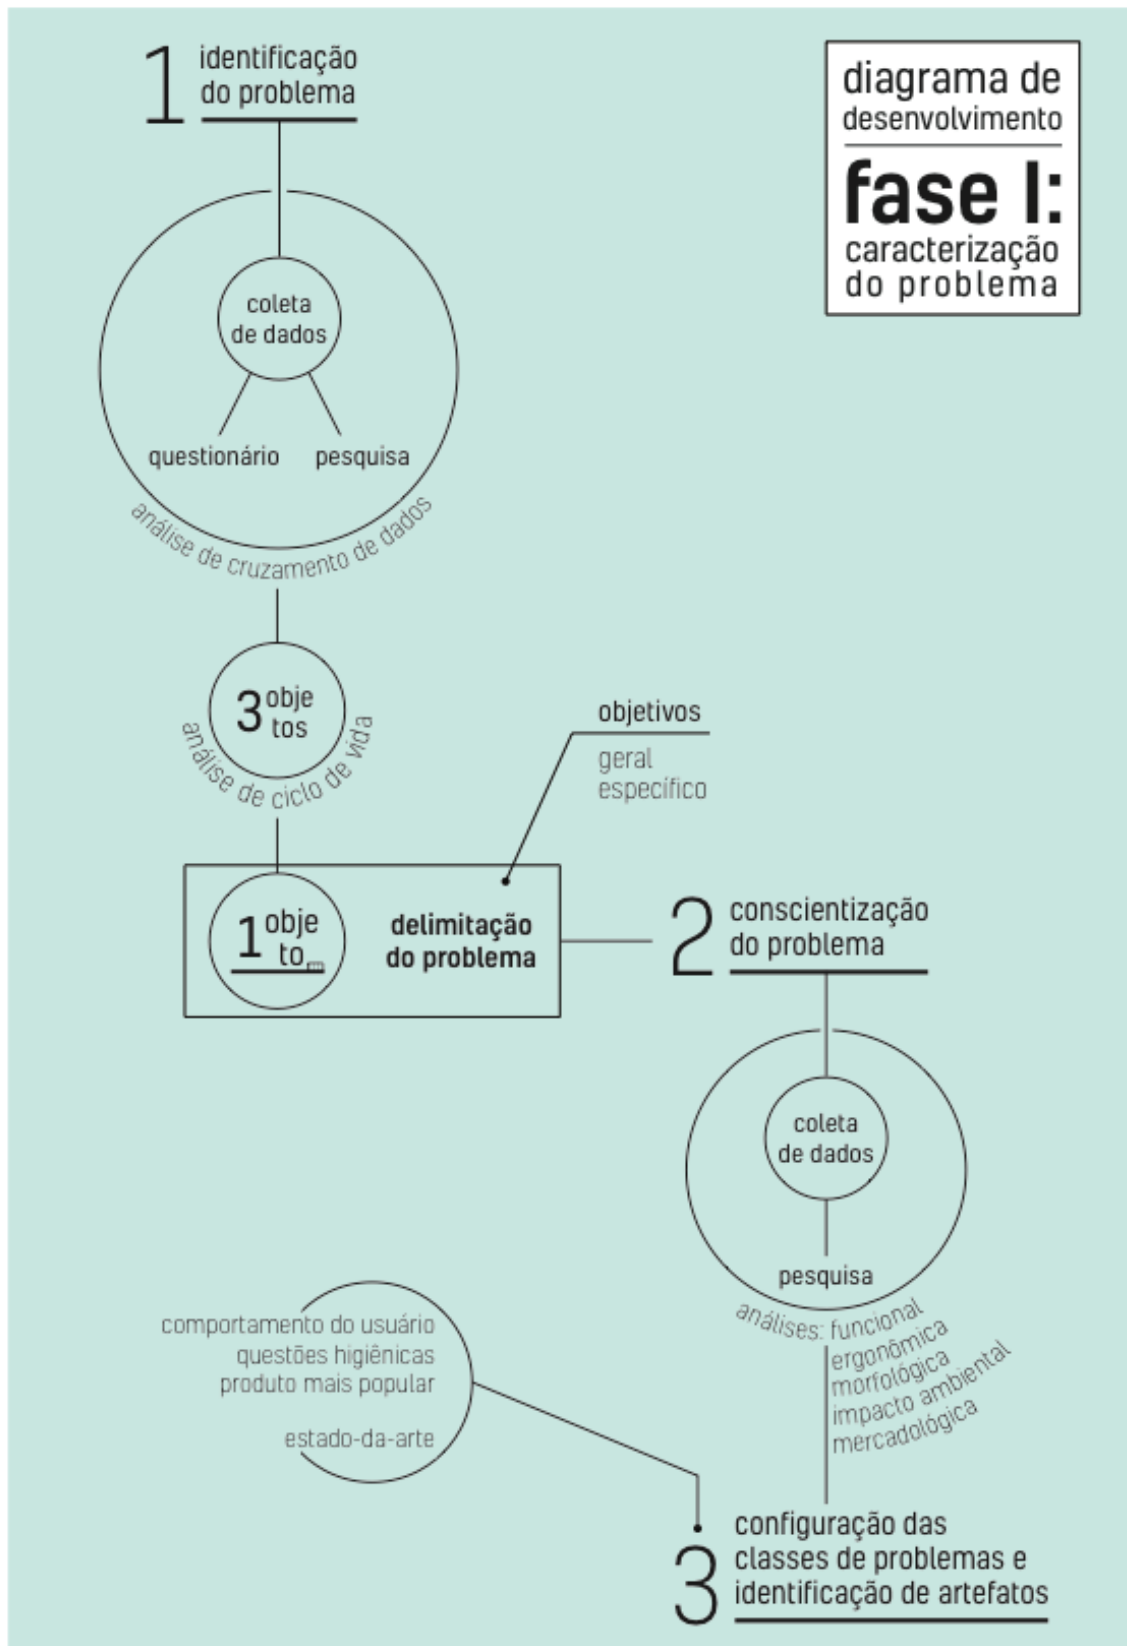 1 identificação
do problema
diagrama de
desenvolvimento
fase I:
caracterização
do problema
coleta
de dados
questionário
pesquisa
análise de cruzamento de dados
3 obje
tos
análise de ciclo de vida
objetivos
geral
específico
1 obje
to
delimitação
do problema
2 conscientização
do problema
coleta
de dados
pesquisa
análises: funcional
ergonômica
morfológica
impacto ambiental
mercadológica
comportamento do usuário
questões higiênicas
produto mais popular
estado-da-arte
3 configuração das
classes de problemas e
identificação de artefatos